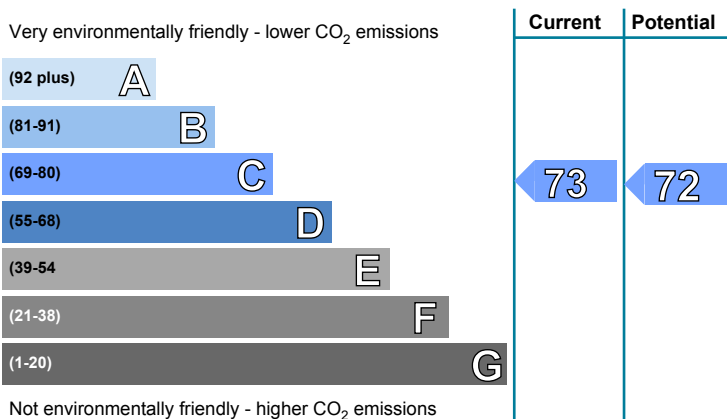 Current Potential
Very environmentally friendly - lower CO2 emissions
(92 plus) A
(81-91) B
(69-80) C 73 72
(55-68) D
(39-54 E
(21-38) F
(1-20) G
Not environmentally friendly - higher CO2 emissions